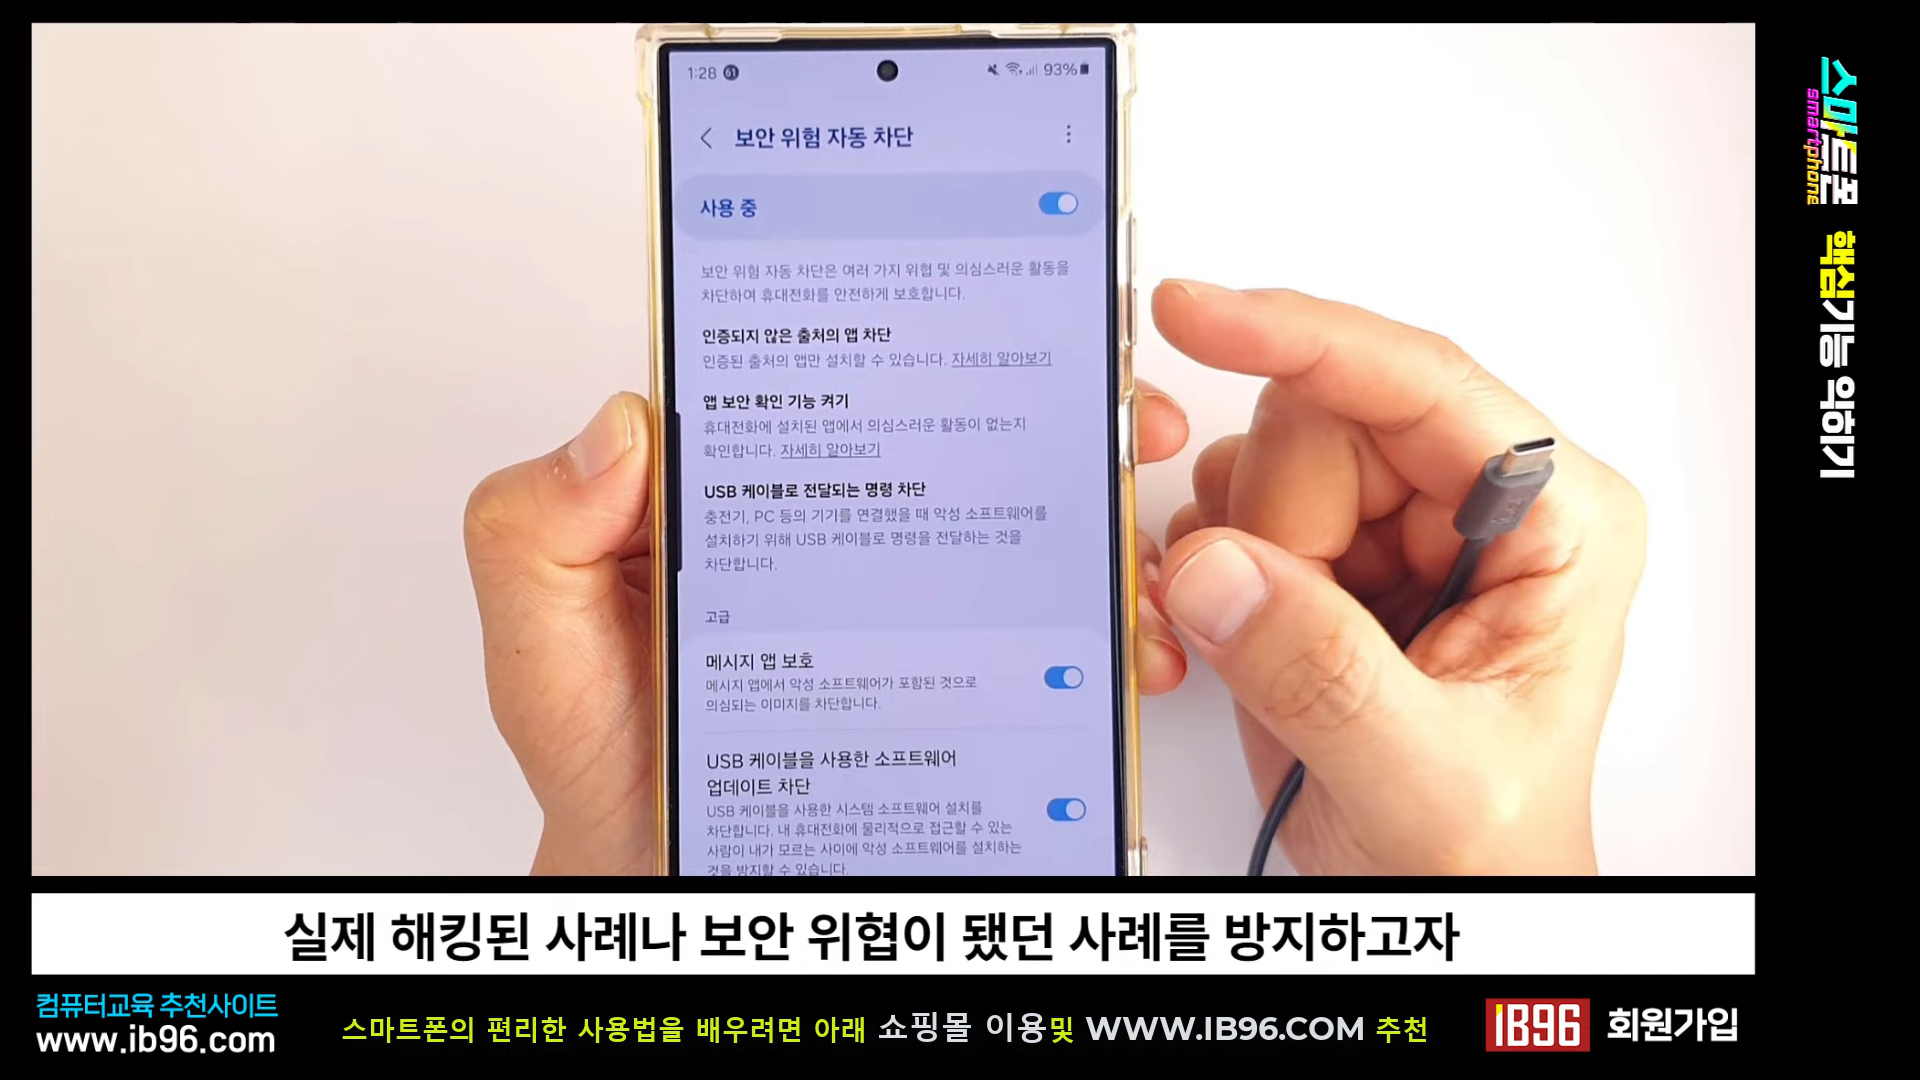 1:28 61
93%
보안 위험 자동 차단
사용 중
보안 위험 자동 차단은 여러 가지 위협 및 의심스러운 활동을
차단하여 휴대전화를 안전하게 보호합니다.
인증되지 않은 출처의 앱 차단
인증된 출처의 앱만 설치할 수 있습니다. 자세히 알아보기
앱 보안 확인 기능 켜기
휴대전화에 설치된 앱에서 의심스러운 활동이 없는지
확인합니다. 자세히 알아보기
USB 케이블로 전달되는 명령 차단
충전기, PC 등의 기기를 연결했을 때 악성 소프트웨어를
설치하기 위해 USB 케이블로 명령을 전달하는 것을
차단합니다.
고급
메시지 앱 보호
메시지 앱에서 악성 소프트웨어가 포함된 것으로
의심되는 이미지를 차단합니다.
USB 케이블을 사용한 소프트웨어
업데이트 차단
USB 케이블을 사용한 시스템 소프트웨어 설치를
차단합니다. 내 휴대전화에 물리적으로 접근할 수 있는
사람이 내가 모르는 사이에 악성 소프트웨어를 설치하는
것을 방지할 수 있습니다.
스마트폰
smartphone
핵심기능 익히기
실제 해킹된 사례나 보안 위협이 됐던 사례를 방지하고자
컴퓨터교육 추천사이트
www.ib96.com
스마트폰의 편리한 사용법을 배우려면 아래 쇼핑몰 이용및 WWW.IB96.COM 추천
IB96 회원가입